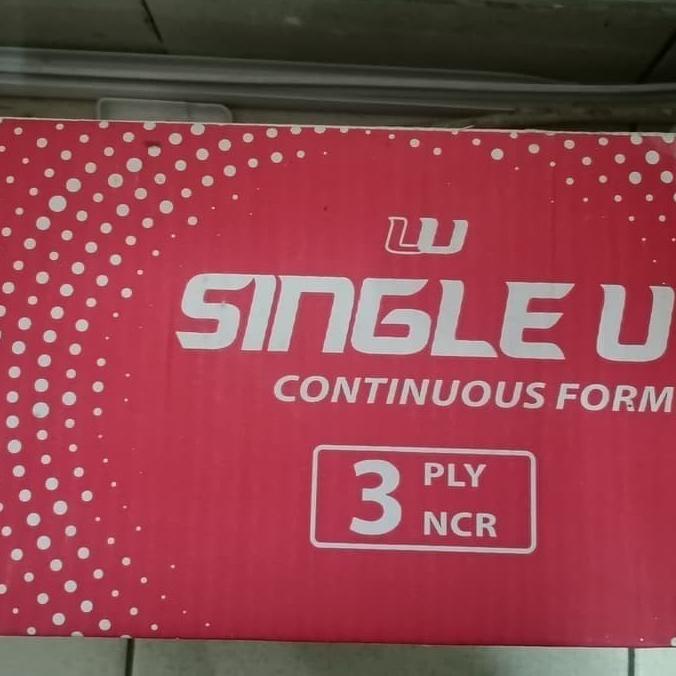 SINGLE U
CONTINUOUS FORM
3 PLY
NCR